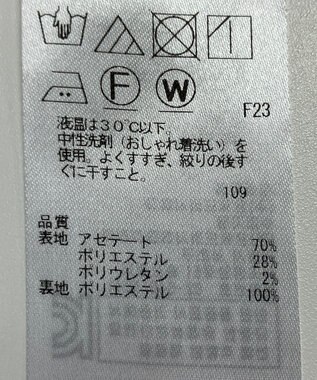 F W
F23
液温は30℃以下。
中性洗剤（おしゃれ着洗い）を
使用。よくすすぎ、絞りの後す
ぐに干すこと。
109
品質
表地 アセテート 70%
ポリエステル 28%
ポリウレタン 2%
裏地 ポリエステル 100%